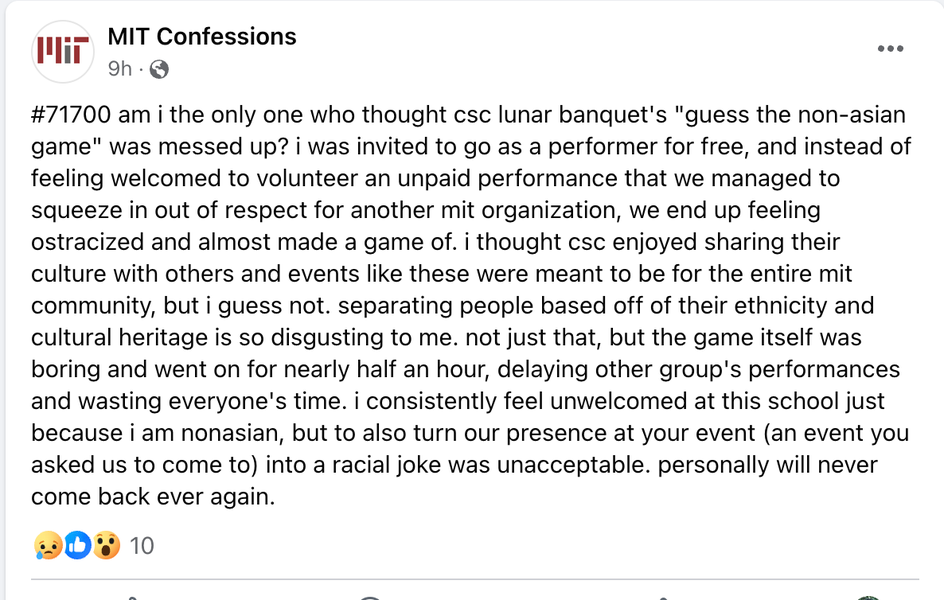 MIT
MIT Confessions
9h ·
#71700 am i the only one who thought csc lunar banquet's "guess the non-asian
game" was messed up? i was invited to go as a performer for free, and instead of
feeling welcomed to volunteer an unpaid performance that we managed to
squeeze in out of respect for another mit organization, we end up feeling
ostracized and almost made a game of. i thought csc enjoyed sharing their
culture with others and events like these were meant to be for the entire mit
community, but i guess not. separating people based off of their ethnicity and
cultural heritage is so disgusting to me. not just that, but the game itself was
boring and went on for nearly half an hour, delaying other group's performances
and wasting everyone's time. i consistently feel unwelcomed at this school just
because i am nonasian, but to also turn our presence at your event (an event you
asked us to come to) into a racial joke was unacceptable. personally will never
come back ever again.
10